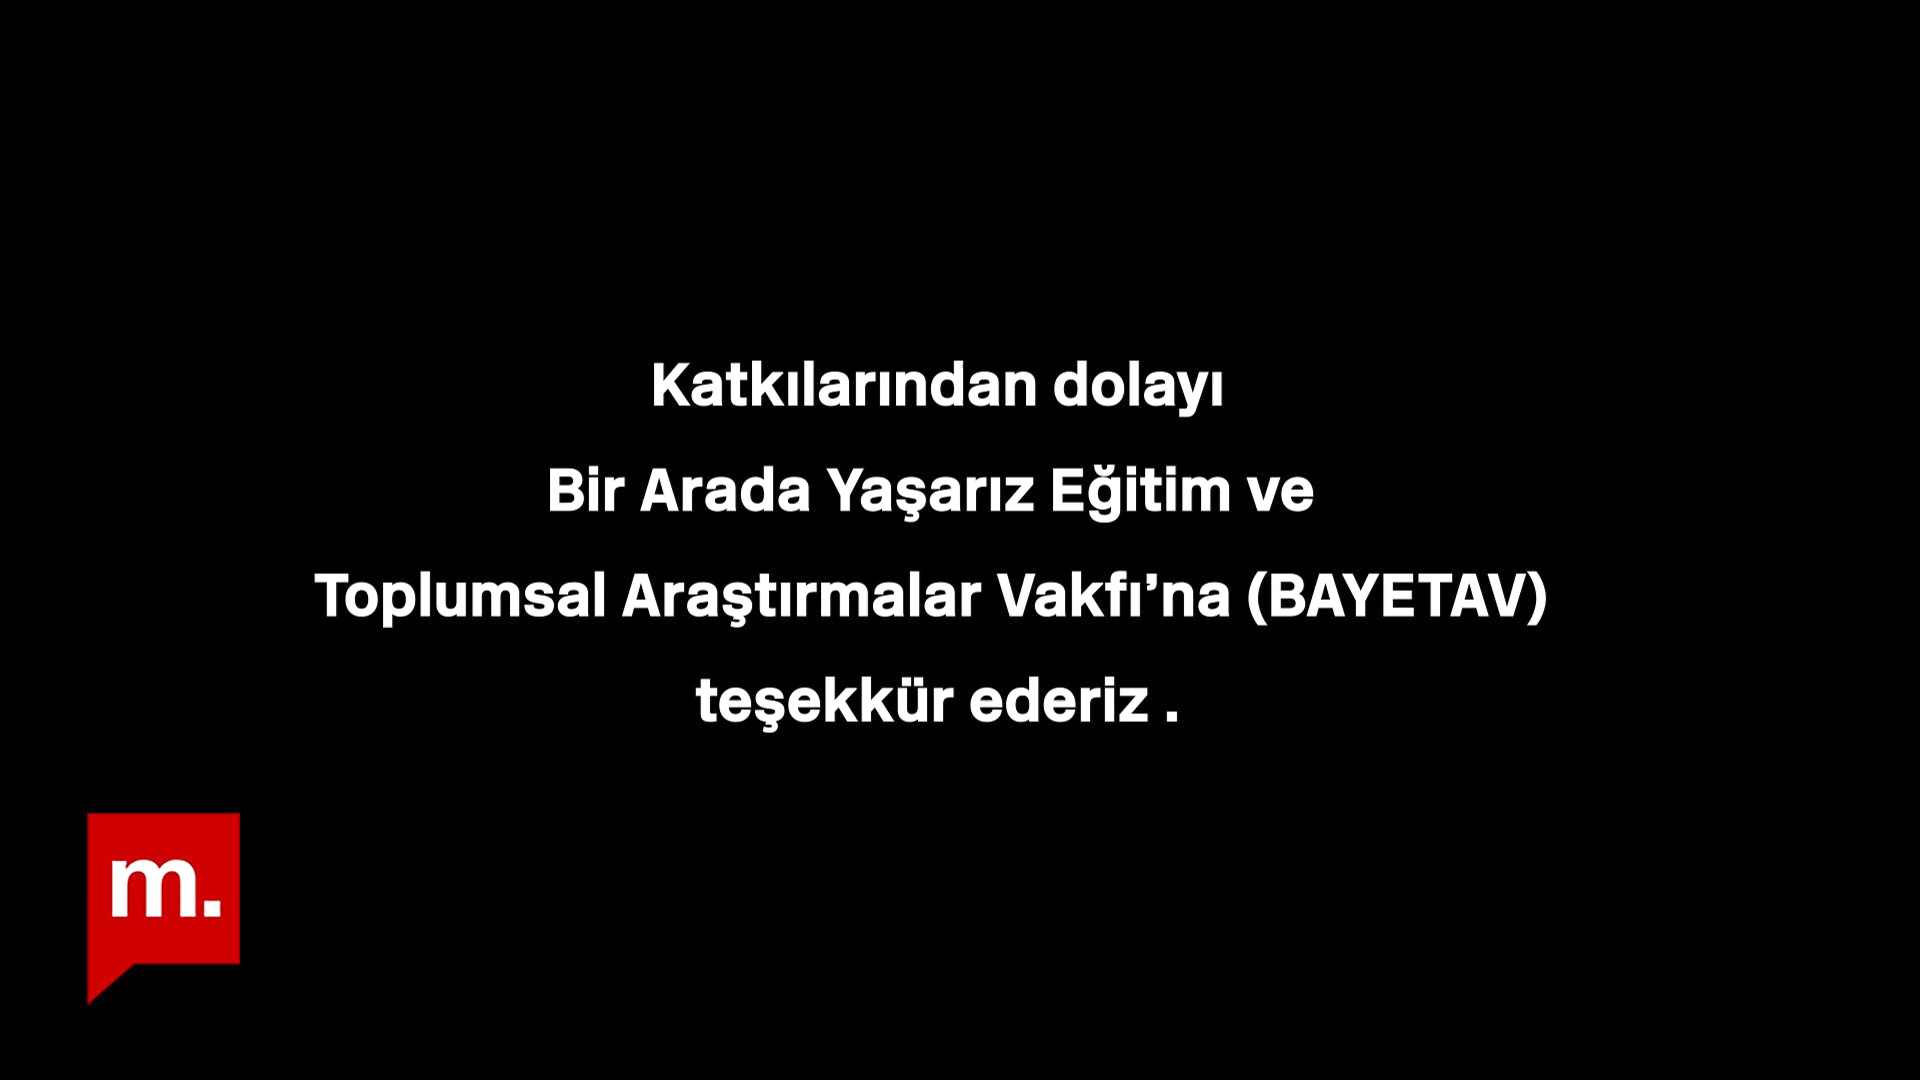 Katkılarından dolayı
Bir Arada Yaşarız Eğitim ve
Toplumsal Araştırmalar Vakfı’na (BAYETAV)
teşekkür ederiz .
m.